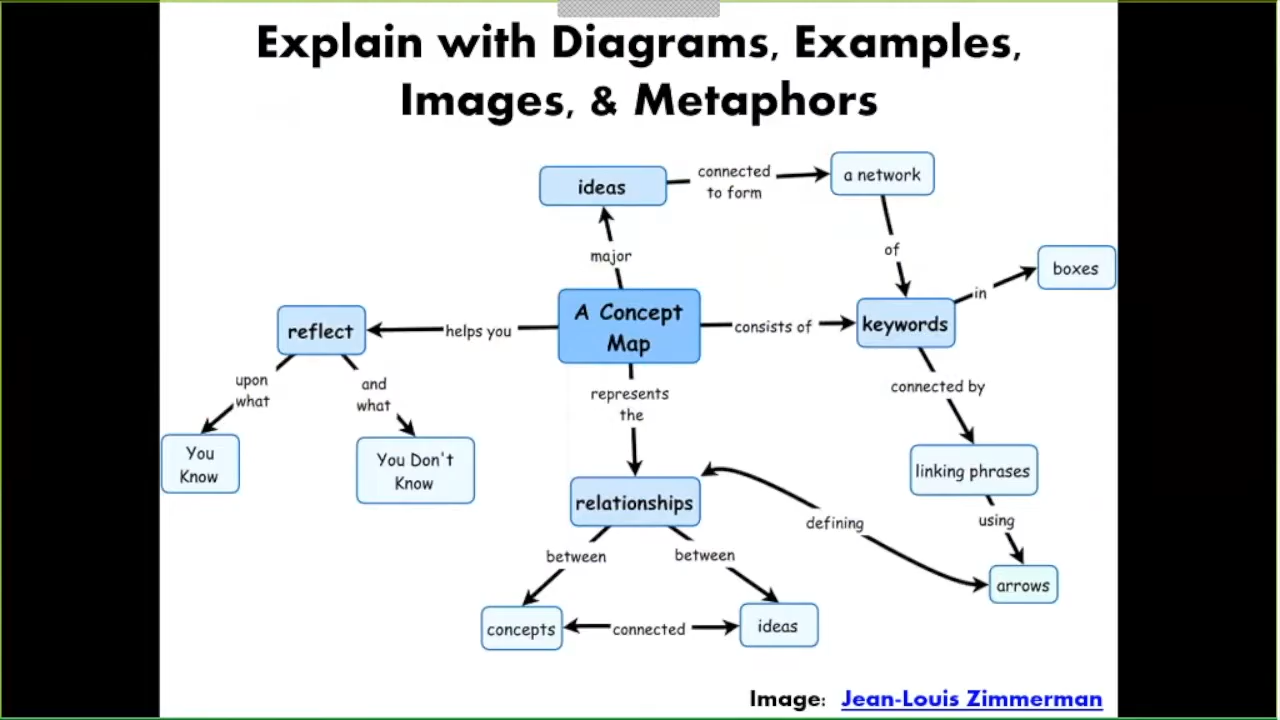 Explain with Diagrams, Examples,
Images, & Metaphors
ideas
connected
to form
a network
major
of
boxes
in
A Concept
Map
consists of
keywords
helps you
reflect
upon
what
and
what
You
Know
You Don't
Know
represents
the
connected by
linking phrases
relationships
using
defining
arrows
between
between
concepts
connected
ideas
Image: Jean-Louis Zimmerman